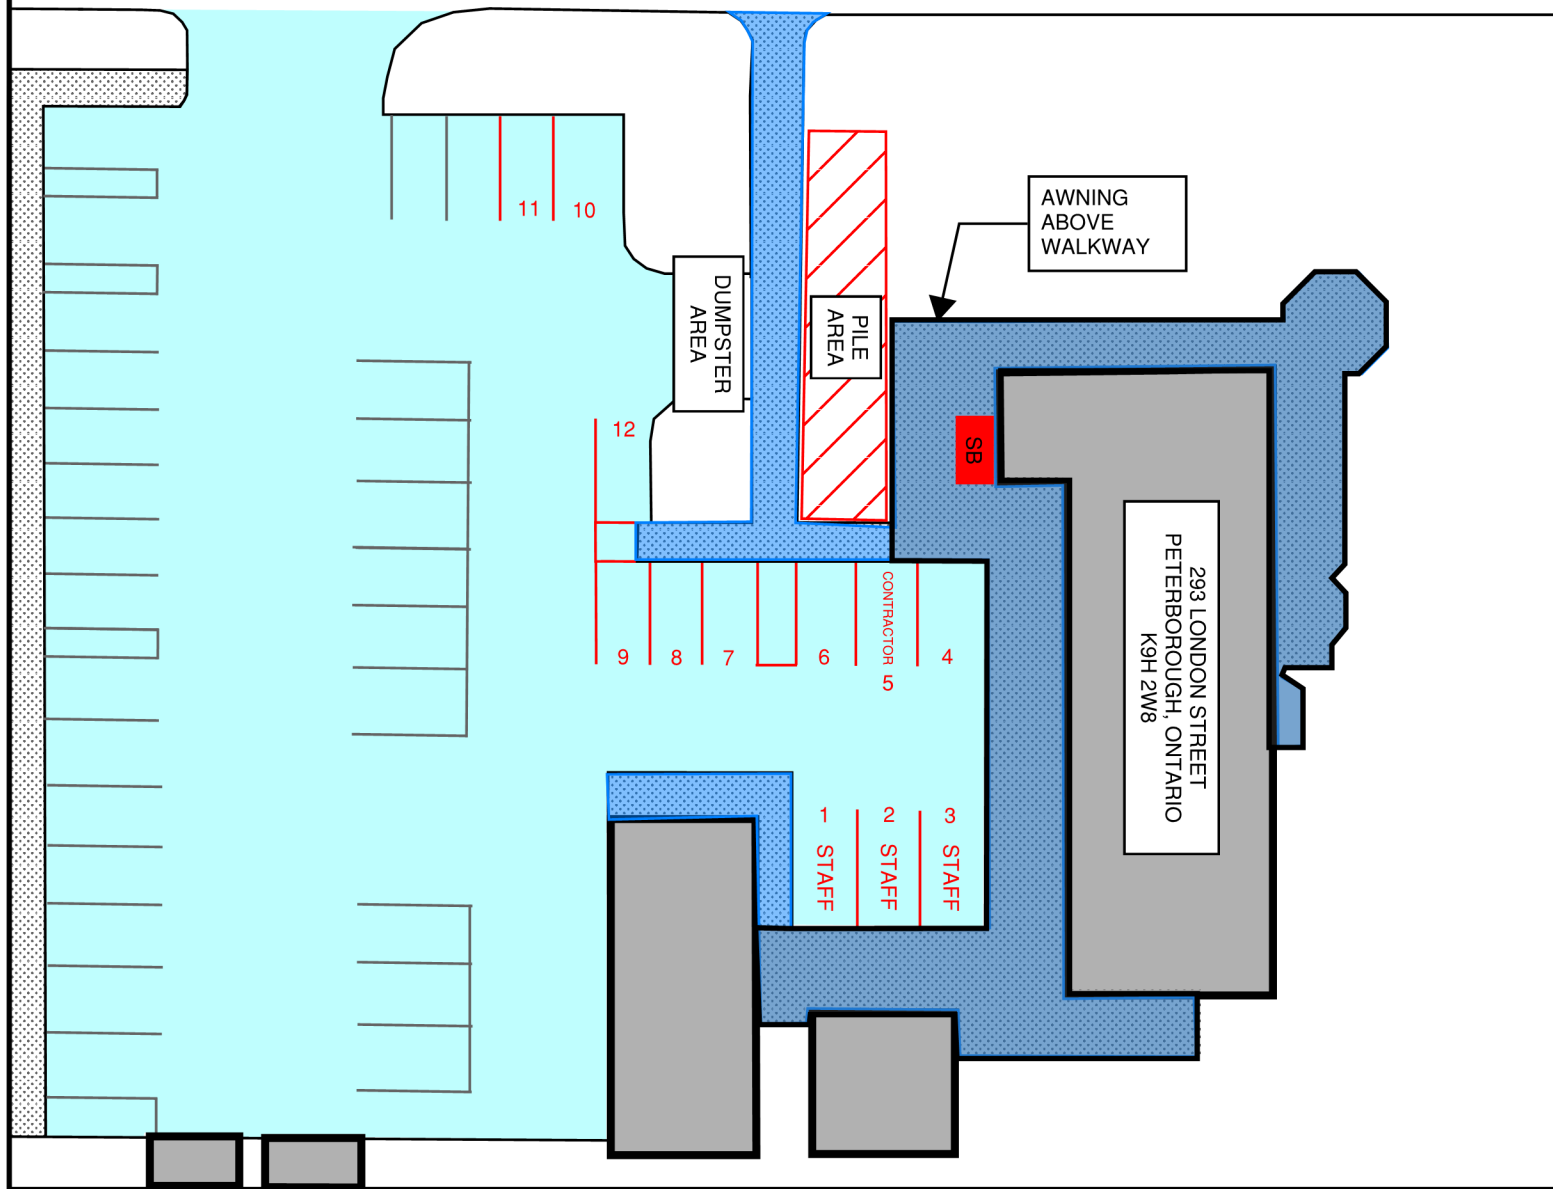 11
10
AWNING
ABOVE
WALKWAY
DUMPSTER
AREA
PILE
AREA
12
SB
293 LONDON STREET
PETERBOROUGH, ONTARIO
K9H 2W8
CONTRACTOR
9
8
7
6
5
4
1
2
3
STAFF
STAFF
STAFF